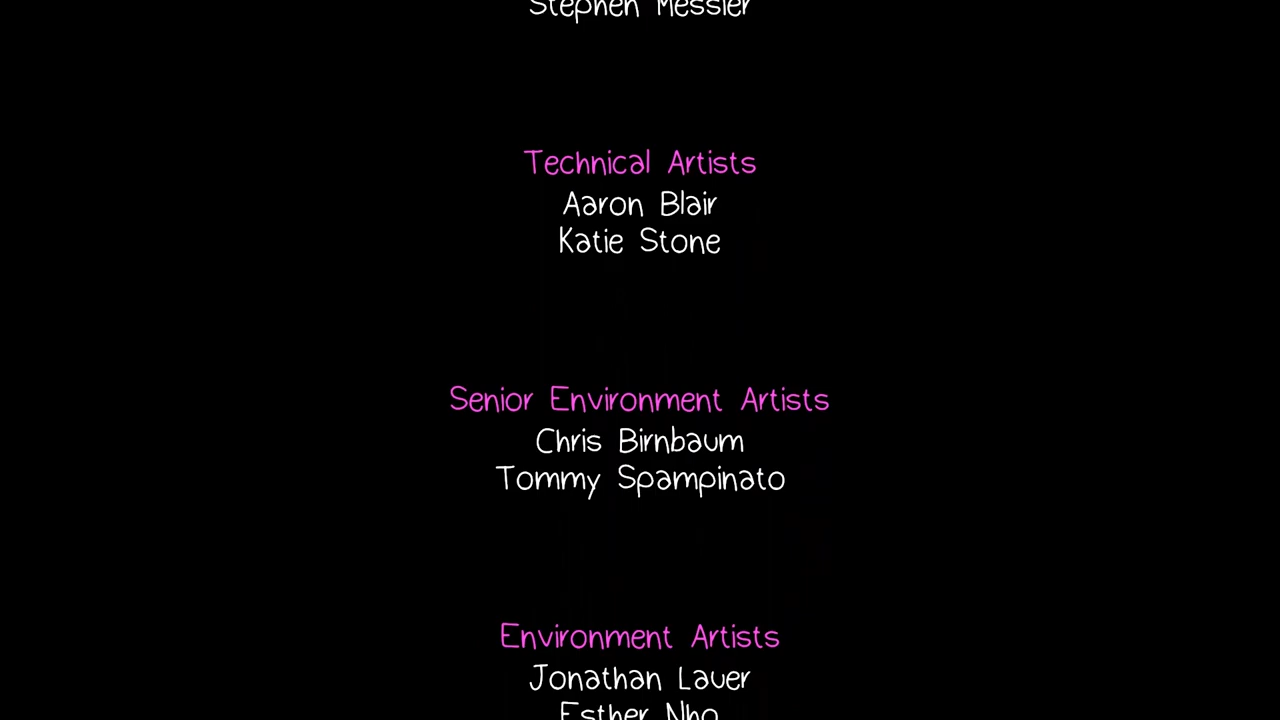 Stephen Messier
Technical Artists
Aaron Blair
Katie Stone
Senior Environment Artists
Chris Birnbaum
Tommy Spampinato
Environment Artists
Jonathan Lauer
Esther Nho